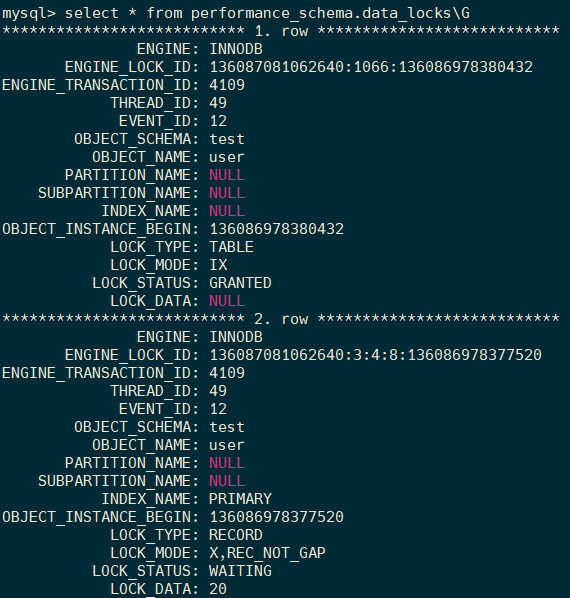 mysql> select * from performance_schema.data_locks\G
*************************** 1. row ***************************
ENGINE: INNODB
ENGINE_LOCK_ID: 136087081062640:1066:136086978380432
ENGINE_TRANSACTION_ID: 4109
THREAD_ID: 49
EVENT_ID: 12
OBJECT_SCHEMA: test
OBJECT_NAME: user
PARTITION_NAME: NULL
SUBPARTITION_NAME: NULL
INDEX_NAME: NULL
OBJECT_INSTANCE_BEGIN: 136086978380432
LOCK_TYPE: TABLE
LOCK_MODE: IX
LOCK_STATUS: GRANTED
LOCK_DATA: NULL
*************************** 2. row ***************************
ENGINE: INNODB
ENGINE_LOCK_ID: 136087081062640:3:4:8:136086978377520
ENGINE_TRANSACTION_ID: 4109
THREAD_ID: 49
EVENT_ID: 12
OBJECT_SCHEMA: test
OBJECT_NAME: user
PARTITION_NAME: NULL
SUBPARTITION_NAME: NULL
INDEX_NAME: PRIMARY
OBJECT_INSTANCE_BEGIN: 136086978377520
LOCK_TYPE: RECORD
LOCK_MODE: X,REC_NOT_GAP
LOCK_STATUS: WAITING
LOCK_DATA: 20